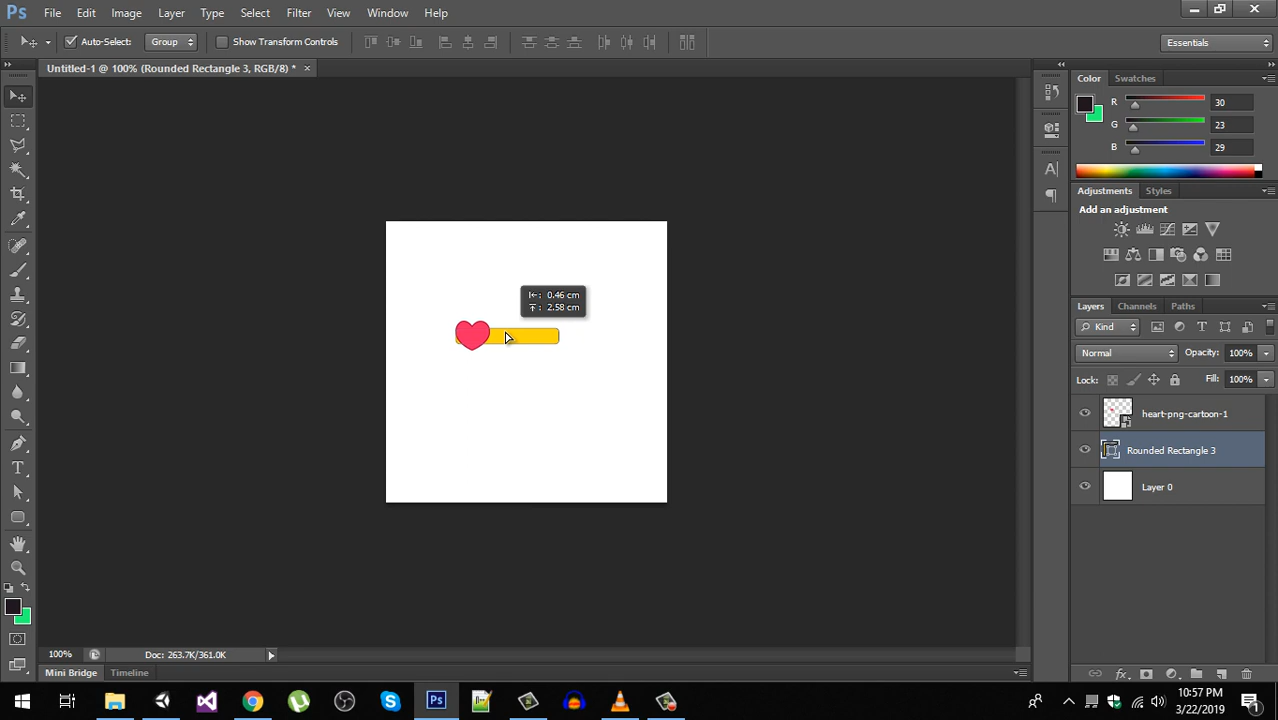 Ps File Edit Image Layer Type Select Filter View Window Help
Auto-Select: Group Show Transform Controls Essentials
Untitled-1 @ 100% (Rounded Rectangle 3, RGB/8) * ×
Color Swatches
R 30
G 23
B 29
Adjustments Styles
Add an adjustment
Layers Channels Paths
Kind
Normal Opacity: 100%
Lock: Fill: 100%
heart-png-cartoon-1
Rounded Rectangle 3
Layer 0
0.46 cm
2.58 cm
100% Doc: 263.7K/361.0K
Mini Bridge Timeline
10:57 PM
3/22/2019